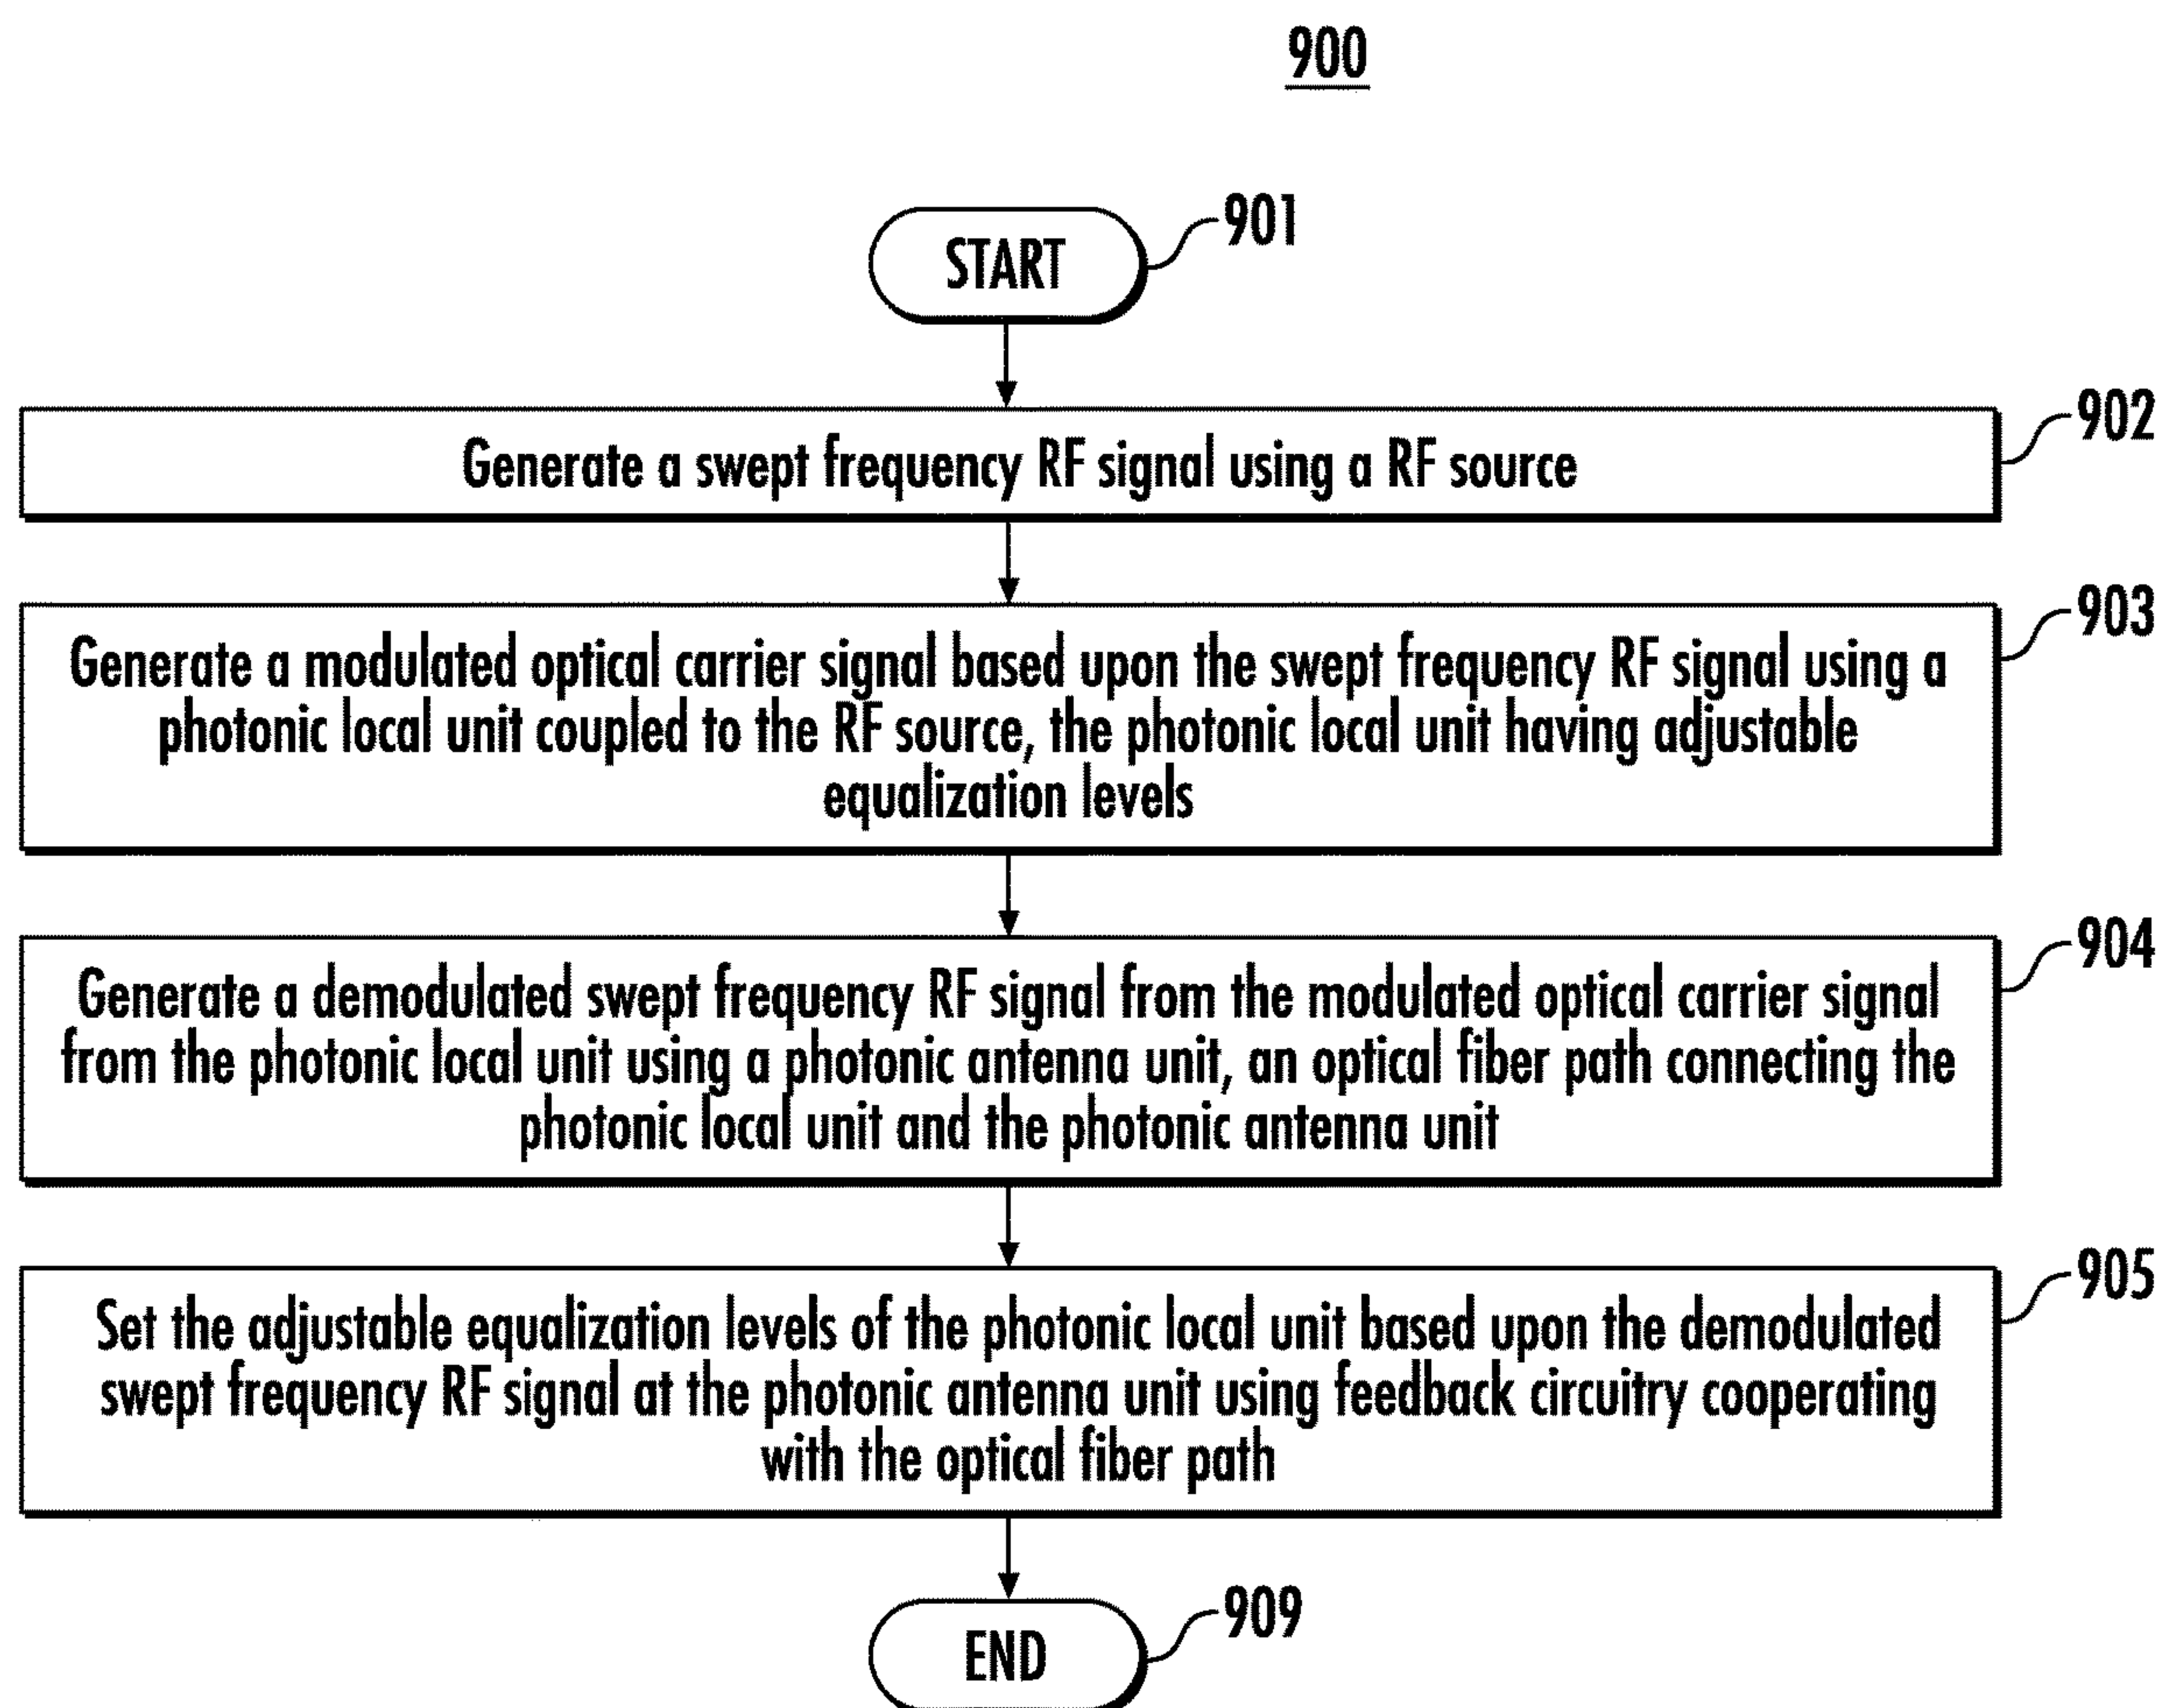 900
START
901
902
Generate a swept frequency RF signal using a RF source
903
Generate a modulated optical carrier signal based upon the swept frequency RF signal using a
photonic local unit coupled to the RF source, the photonic local unit having adjustable
equalization levels
904
Generate a demodulated swept frequency RF signal from the modulated optical carrier signal
from the photonic local unit using a photonic antenna unit, an optical fiber path connecting the
photonic local unit and the photonic antenna unit
905
Set the adjustable equalization levels of the photonic local unit based upon the demodulated
swept frequency RF signal at the photonic antenna unit using feedback circuitry cooperating
with the optical fiber path
END
909